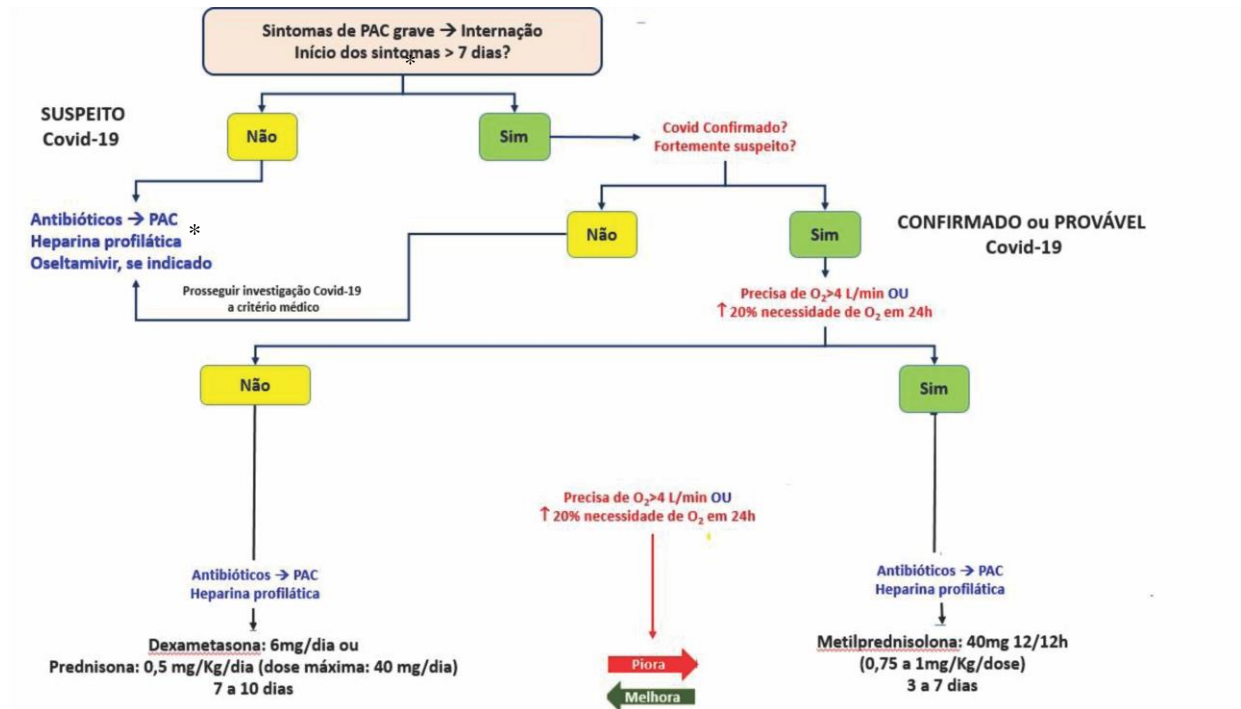 Sintomas de PAC grave → Internação
Início dos sintomas > 7 dias?
*
SUSPEITO
Covid-19
Não
Sim
Covid Confirmado?
Fortemente suspeito?
Antibióticos → PAC
Heparina profilática *
Oseltamivir, se indicado
Não
Sim
CONFIRMADO ou PROVÁVEL
Covid-19
Prosseguir investigação Covid-19
a critério médico
Precisa de O₂>4 L/min OU
↑ 20% necessidade de O₂ em 24h
Não
Sim
Precisa de O₂>4 L/min OU
↑ 20% necessidade de O₂ em 24h
Antibióticos → PAC
Heparina profilática
Dexametasona: 6mg/dia ou
Prednisona: 0,5 mg/Kg/dia (dose máxima: 40 mg/dia)
7 a 10 dias
Piora
Melhora
Antibióticos → PAC
Heparina profilática
Metilprednisolona: 40mg 12/12h
(0,75 a 1mg/Kg/dose)
3 a 7 dias